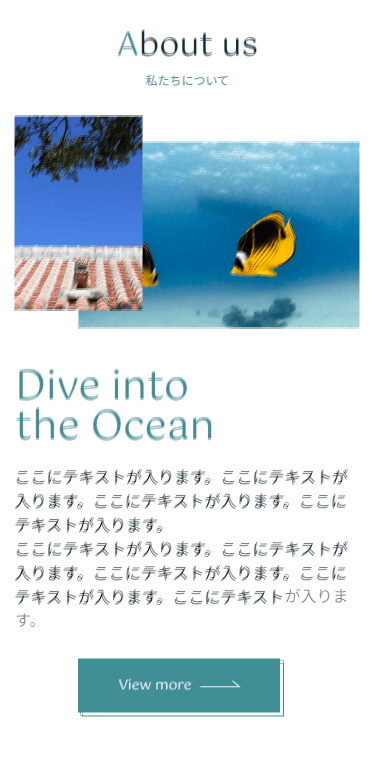 About us
私たちについて
Dive into
the Ocean
ここにテキストが入ります。ここにテキストが
入ります。ここにテキストが入ります。ここに
テキストが入ります。
ここにテキストが入ります。ここにテキストが
入ります。ここにテキストが入ります。ここに
テキストが入ります。ここにテキストが入りま
す。
View more